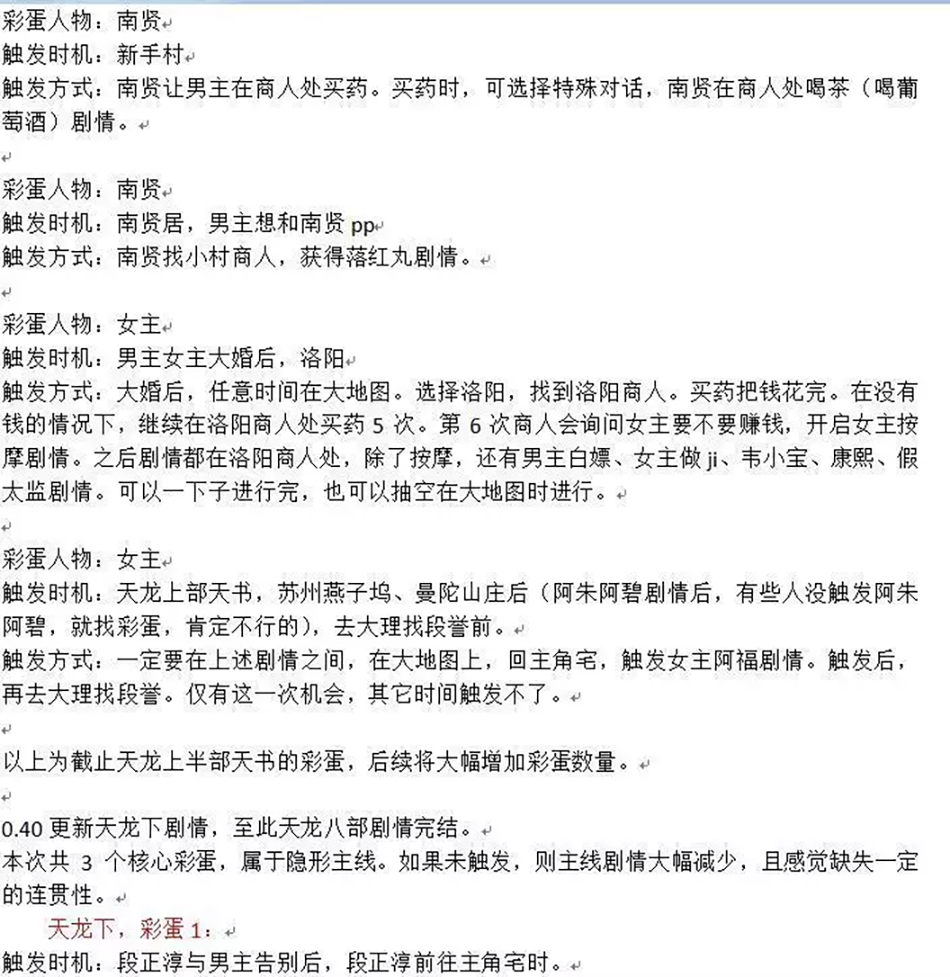 彩蛋人物：南贤
触发时机：新手村
触发方式：南贤让男主在商人处买药。买药时，可选择特殊对话，南贤在商人处喝茶（喝葡
萄酒）剧情。
彩蛋人物：南贤
触发时机：南贤居，男主想和南贤 pp
触发方式：南贤找小村商人，获得落红丸剧情。
彩蛋人物：女主
触发时机：男主女主大婚后，洛阳
触发方式：大婚后，任意时间在大地图。选择洛阳，找到洛阳商人。买药把钱花完。在没有
钱的情况下，继续在洛阳商人处买药 5 次。第 6 次商人会询问女主要不要赚钱，开启女主按
摩剧情。之后剧情都在洛阳商人处，除了按摩，还有男主白嫖、女主做 ji、韦小宝、康熙、假
太监剧情。可以一下子进行完，也可以抽空在大地图时进行。
彩蛋人物：女主
触发时机：天龙上部天书，苏州燕子坞、曼陀山庄后（阿朱阿碧剧情后，有些人没触发阿朱
阿碧，就找彩蛋，肯定不行的），去大理找段誉前。
触发方式：一定要在上述剧情之间，在大地图上，回主角宅，触发女主阿福剧情。触发后，
再去大理找段誉。仅有这一次机会，其它时间触发不了。
以上为截止天龙上半部天书的彩蛋，后续将大幅增加彩蛋数量。
0.40 更新天龙下剧情，至此天龙八部剧情完结。
本次共 3 个核心彩蛋，属于隐形主线。如果未触发，则主线剧情大幅减少，且感觉缺失一定
的连贯性。
天龙下，彩蛋 1：
触发时机：段正淳与男主告别后，段正淳前往主角宅时。